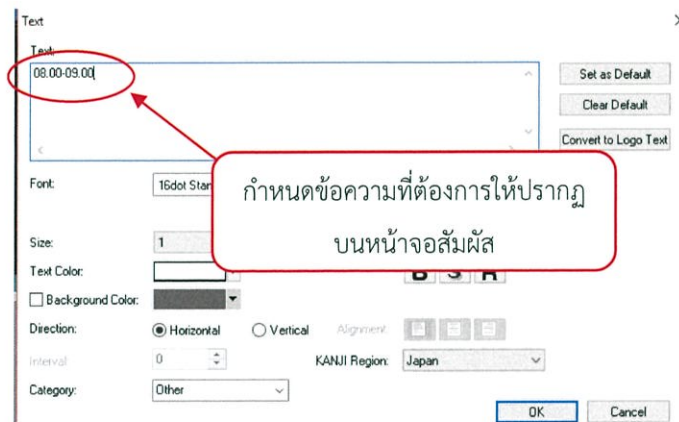 Text
Text:
08.00-09.00
Set as Default
Clear Default
Convert to Logo Text
กำหนดข้อความที่ต้องการให้ปรากฏ
บนหน้าจอสัมผัส
Font:
16dot Stan
Size:
1
Text Color:
B S R
Background Color:
Direction:
Horizontal
Vertical
Alignment:
Interval
0
KANJI Region:
Japan
Category:
Other
OK
Cancel